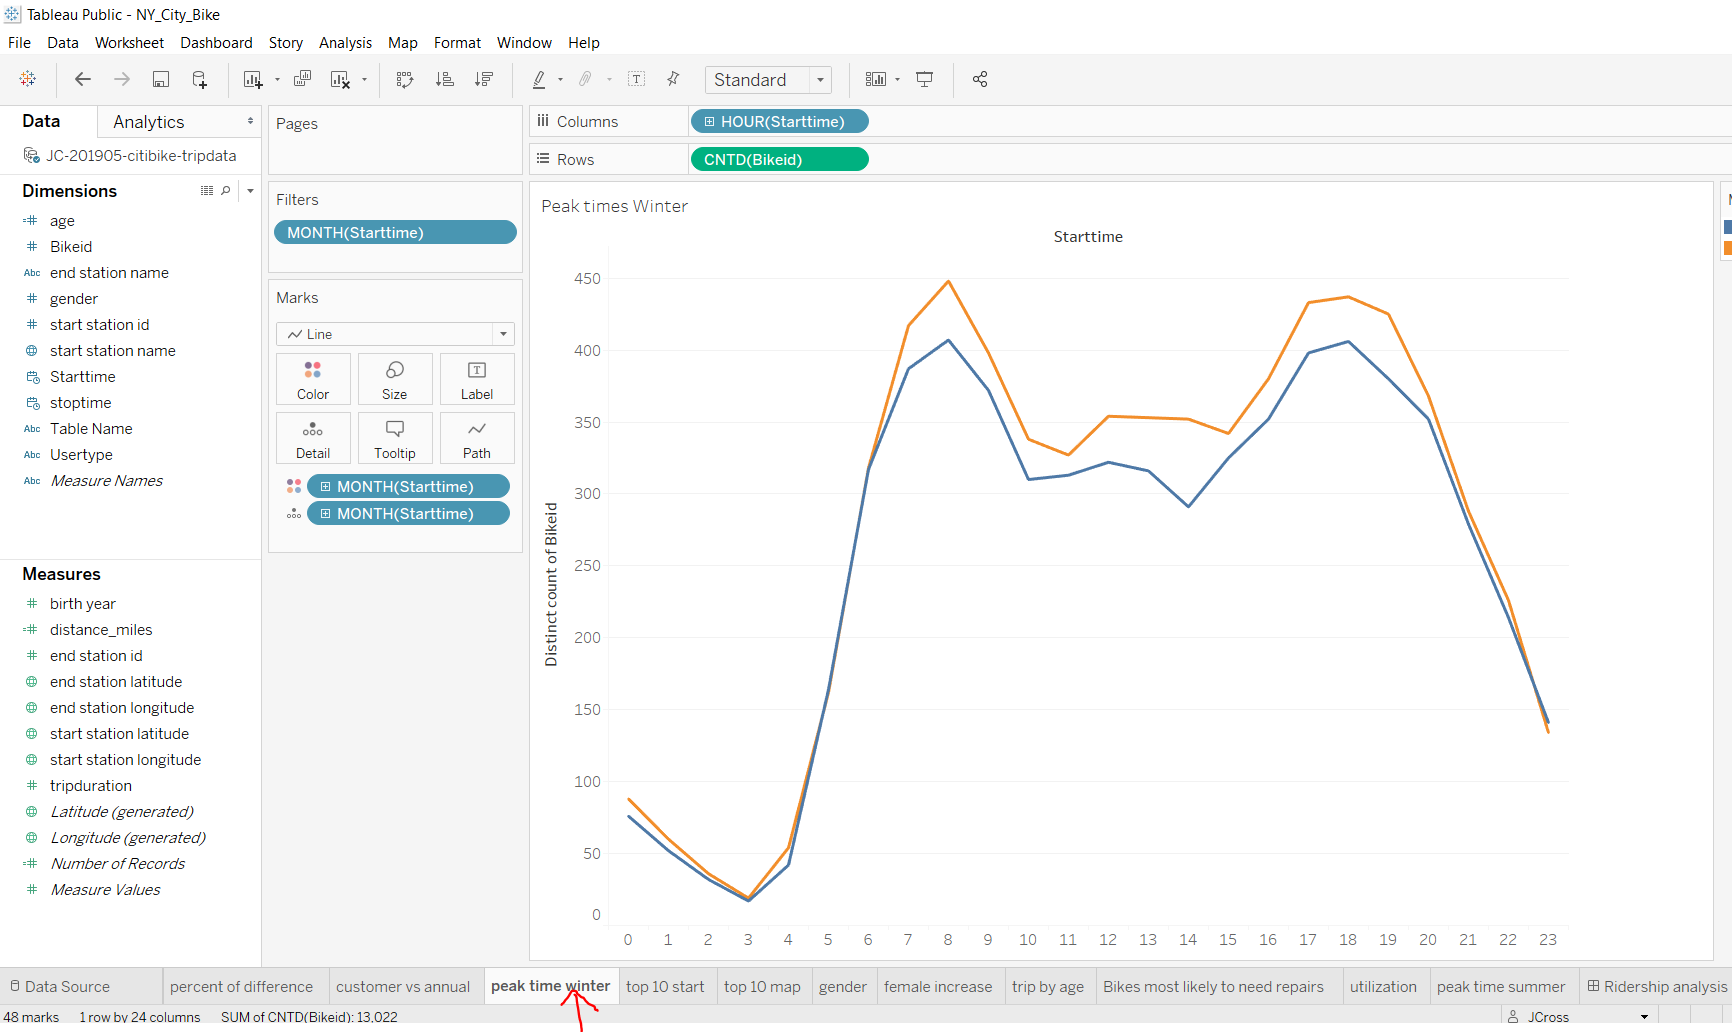 Tableau Public - NY_City_Bike
File Data Worksheet Dashboard Story Analysis Map Format Window Help
Standard
Data Analytics
JC-201905-citibike-tripdata
Dimensions
age
Bikeid
Abc end station name
gender
start station id
start station name
Starttime
stoptime
Abc Table Name
Abc Usertype
Abc Measure Names
Measures
birth year
distance_miles
end station id
end station latitude
end station longitude
start station latitude
start station longitude
tripduration
Latitude (generated)
Longitude (generated)
Number of Records
Measure Values
Pages
Filters
MONTH(Starttime)
Marks
Line
Color Size Label
Detail Tooltip Path
MONTH(Starttime)
MONTH(Starttime)
Columns HOUR(Starttime)
Rows CNTD(Bikeid)
Peak times Winter
Starttime
Distinct count of Bikeid
450
400
350
300
250
200
150
100
50
0
0 1 2 3 4 5 6 7 8 9 10 11 12 13 14 15 16 17 18 19 20 21 22 23
Data Source percent of difference customer vs annual peak time winter top 10 start top 10 map gender female increase trip by age Bikes most likely to need repairs utilization peak time summer Ridership analysis
48 marks 1 row by 24 columns SUM of CNTD(Bikeid): 13,022 JCross